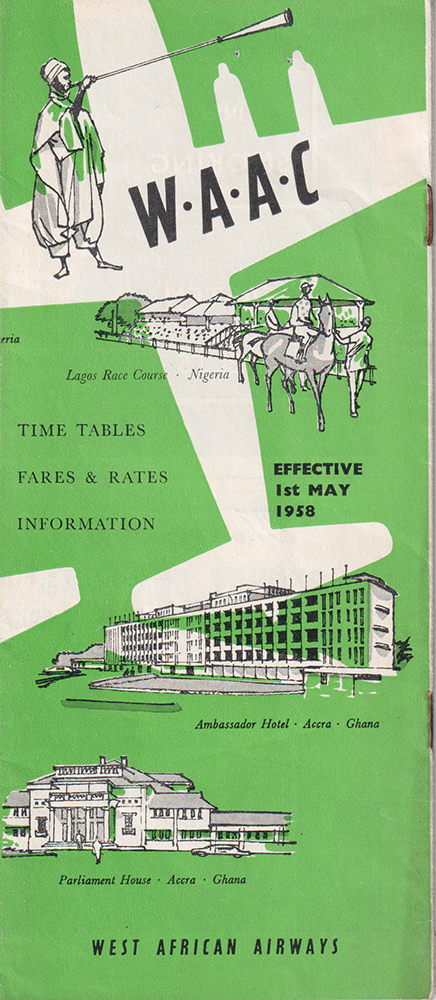 W·A·A·C
eria
Lagos Race Course · Nigeria
TIME TABLES
FARES & RATES
INFORMATION
EFFECTIVE
1st MAY
1958
Ambassador Hotel · Accra · Ghana
Parliament House · Accra · Ghana
WEST AFRICAN AIRWAYS